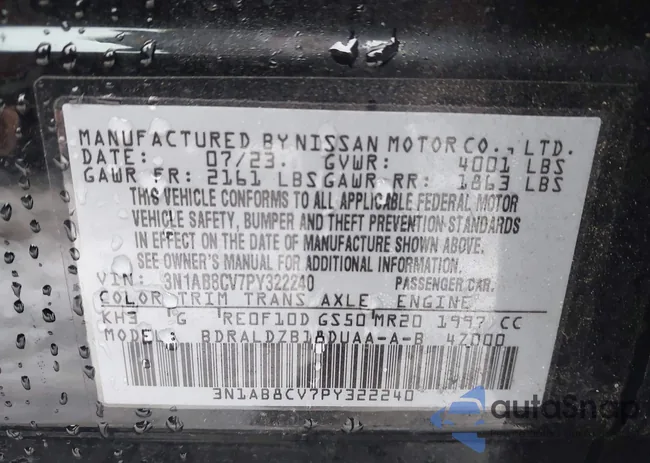 MANUFACTURED BY NISSAN MOTOR CO., LTD.
DATE: 07/23. GVWR: 4001 LBS
GAWR FR: 2161 LBS GAWR RR: 1863 LBS
THIS VEHICLE CONFORMS TO ALL APPLICABLE FEDERAL MOTOR
VEHICLE SAFETY, BUMPER AND THEFT PREVENTION STANDARDS
IN EFFECT ON THE DATE OF MANUFACTURE SHOWN ABOVE.
SEE OWNER'S MANUAL FOR ADDITIONAL INFORMATION.
VIN: 3N1AB8CV7PY322240 PASSENGER CAR.
COLOR TRIM TRANS AXLE ENGINE
KH3 G RE0F10D GS50 MR20 1997 CC
MODEL: BDRALDZB18DUAA-A-B 42000
3N1AB8CV7PY322240
autoSnap